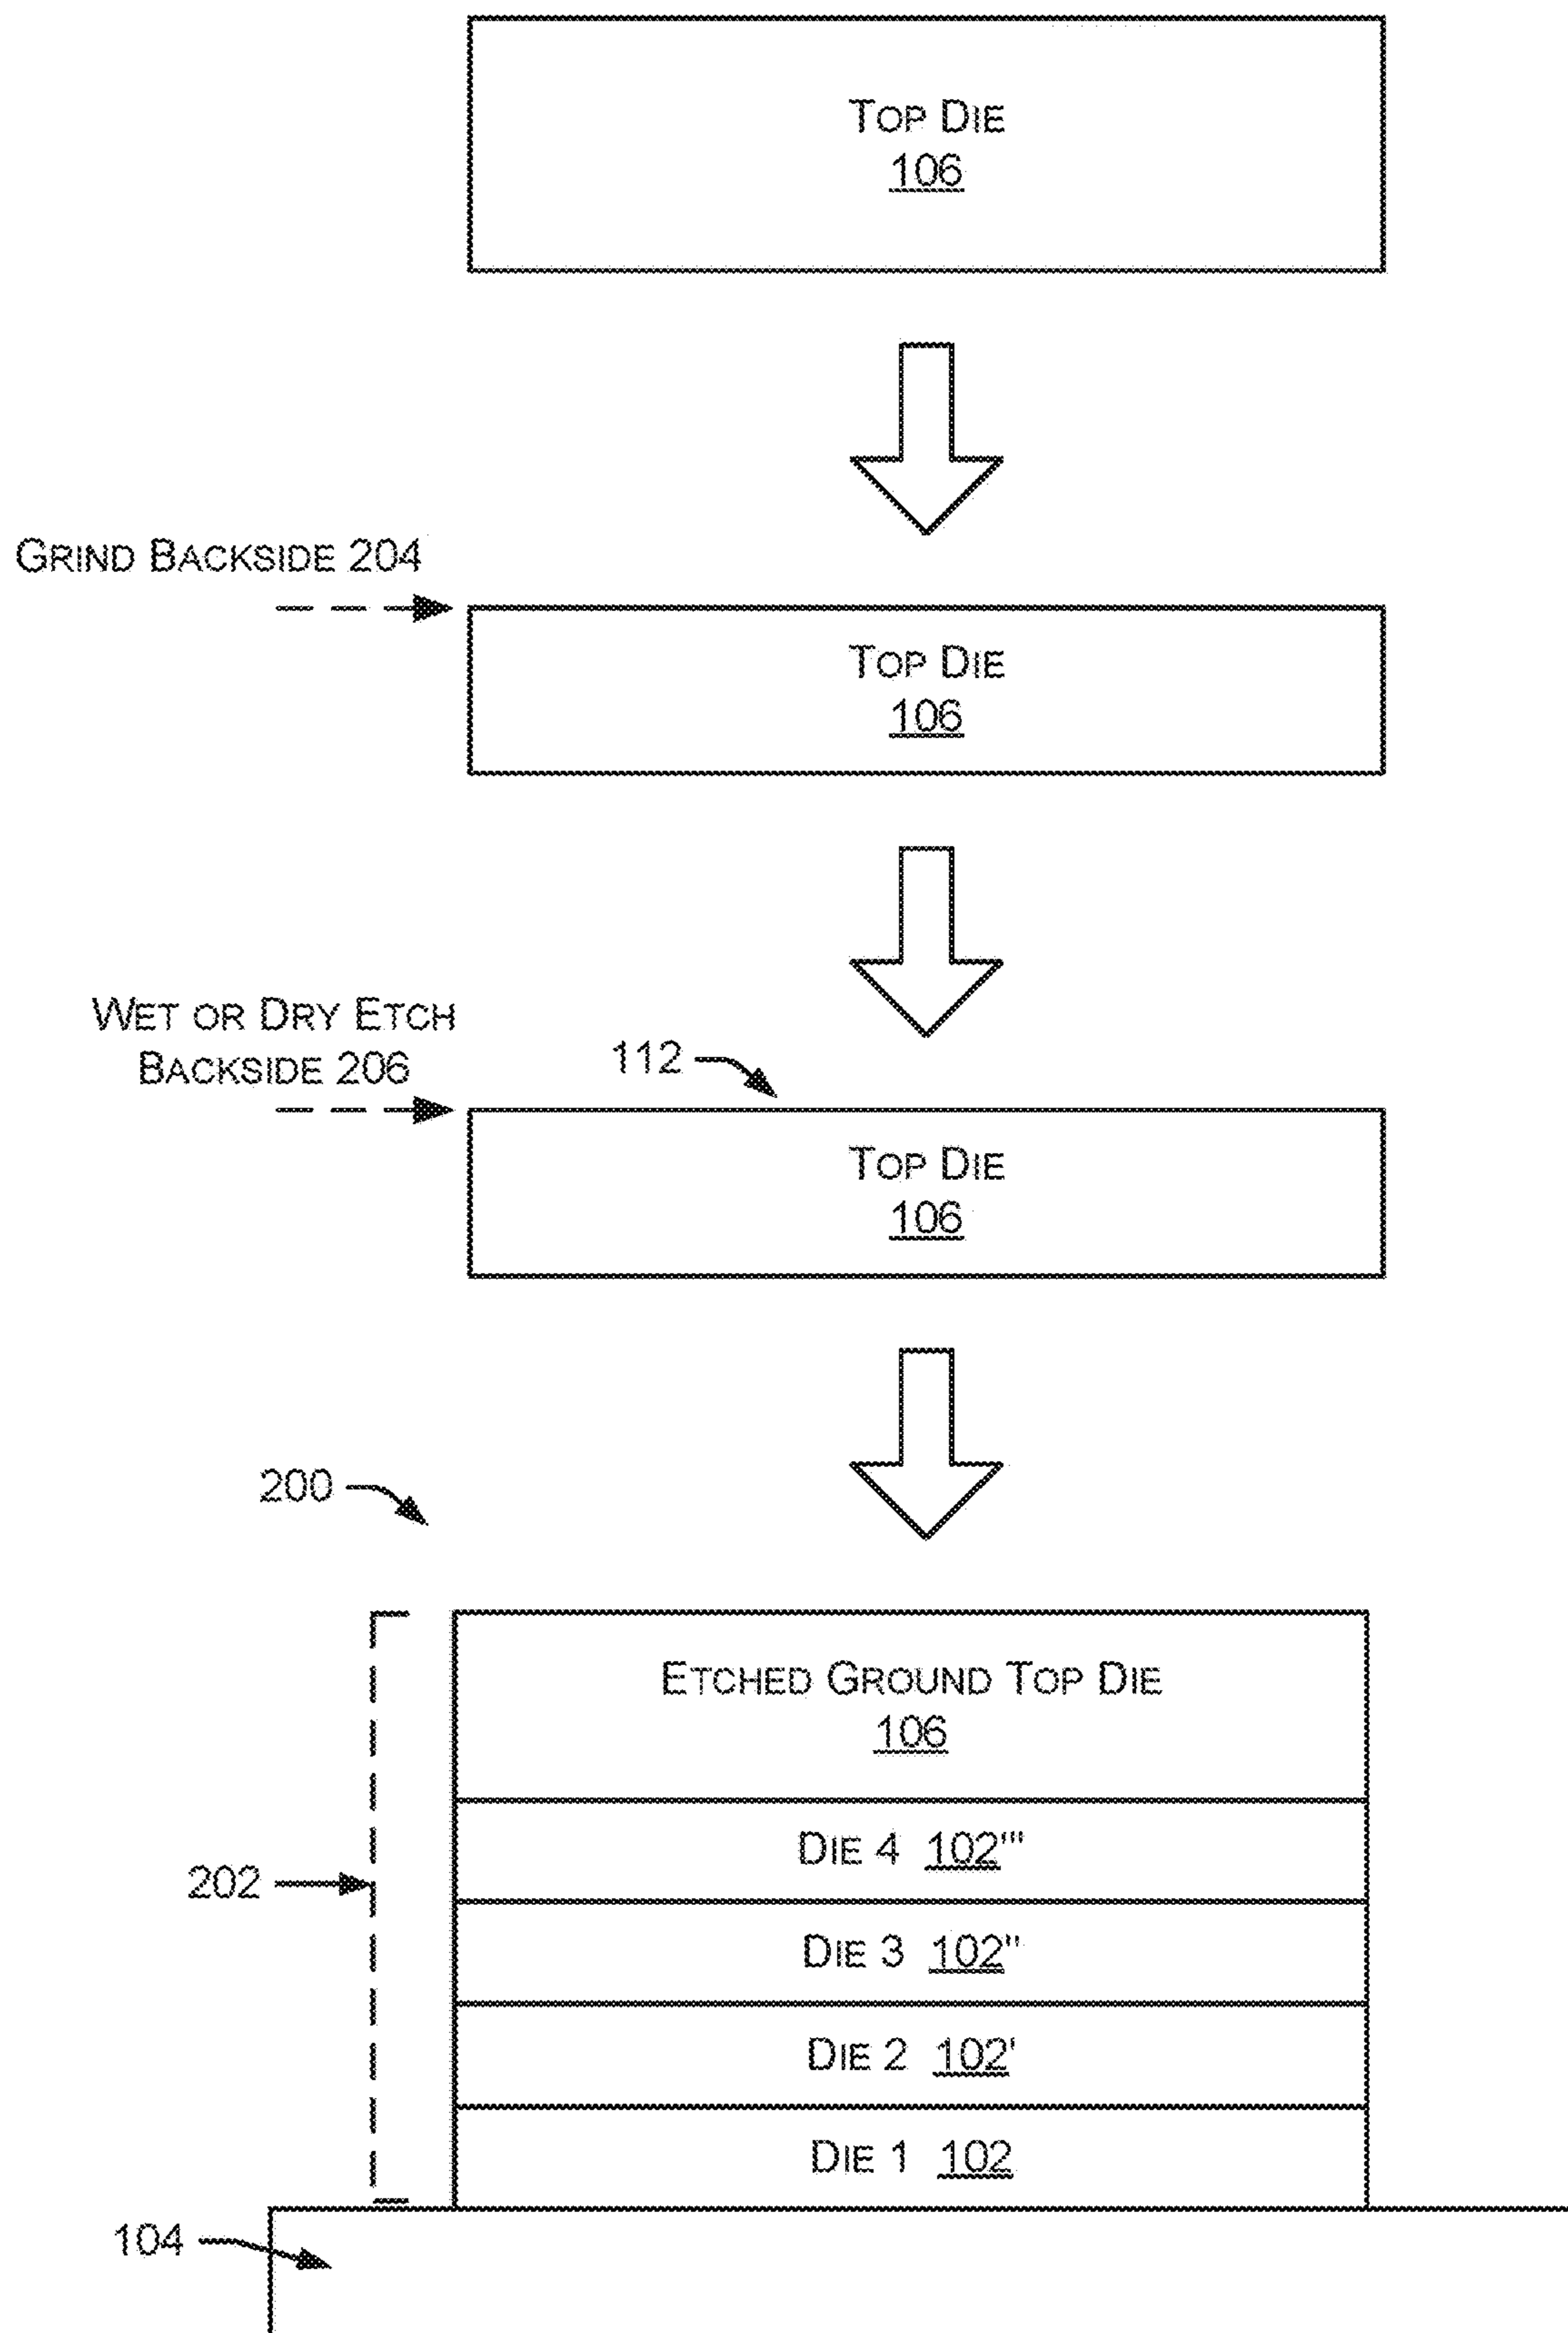 TOP DIE
106
GRIND BACKSIDE 204
TOP DIE
106
WET OR DRY ETCH
BACKSIDE 206
112
TOP DIE
106
200
ETCHED GROUND TOP DIE
106
DIE 4 102'''
202
DIE 3 102''
DIE 2 102'
DIE 1 102
104